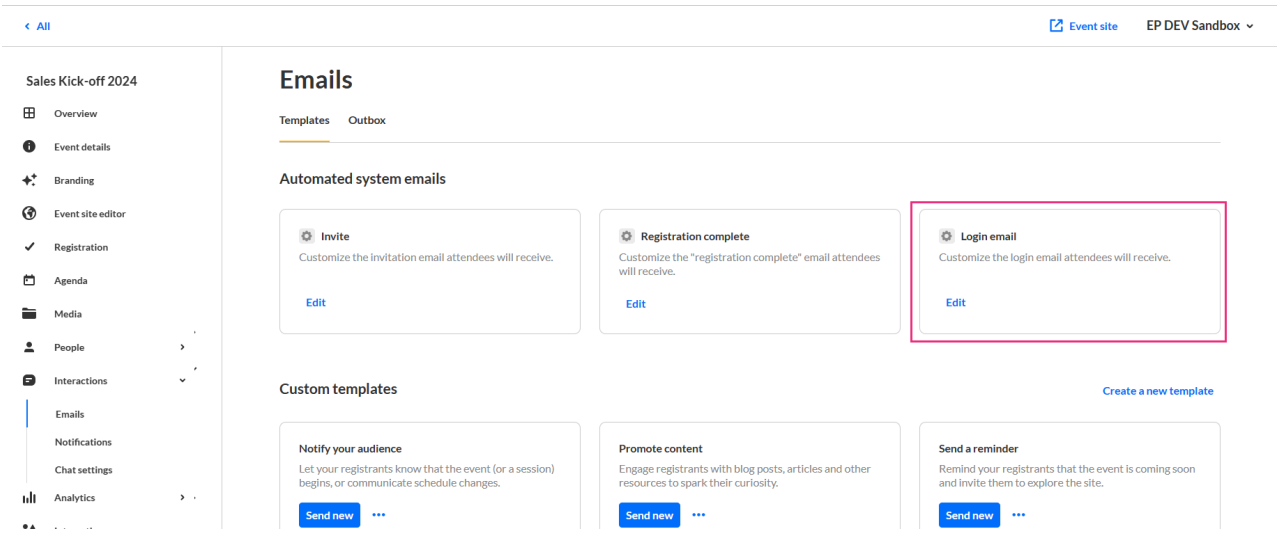 All
Event site
EP DEV Sandbox
Sales Kick-off 2024
Overview
Event details
Branding
Event site editor
Registration
Agenda
Media
People
Interactions
Emails
Notifications
Chat settings
Analytics
Emails
Templates
Outbox
Automated system emails
Invite
Customize the invitation email attendees will receive.
Edit
Registration complete
Customize the "registration complete" email attendees
will receive.
Edit
Login email
Customize the login email attendees will receive.
Edit
Custom templates
Create a new template
Notify your audience
Let your registrants know that the event (or a session)
begins, or communicate schedule changes.
Send new
Promote content
Engage registrants with blog posts, articles and other
resources to spark their curiosity.
Send new
Send a reminder
Remind your registrants that the event is coming soon
and invite them to explore the site.
Send new